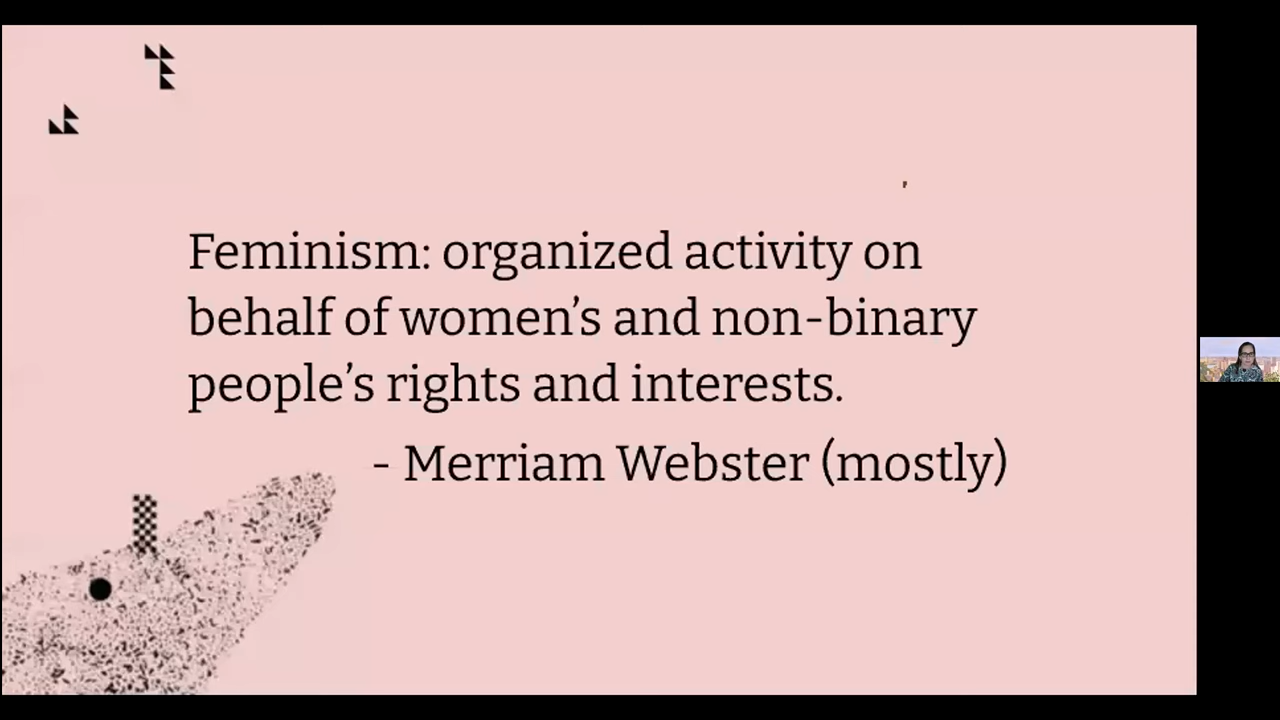 Feminism: organized activity on
behalf of women’s and non-binary
people’s rights and interests.
- Merriam Webster (mostly)